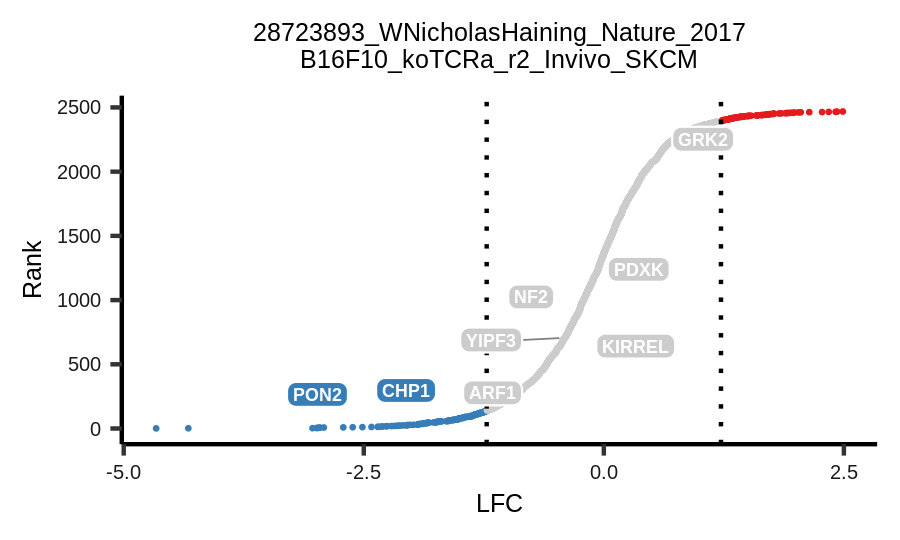 28723893_WNicholasHaining_Nature_2017
B16F10_koTCRa_r2_Invivo_SKCM
2500
2000
1500
1000
500
0
Rank
GRK2
PDXK
NF2
YIPF3
KIRREL
PON2
CHP1
ARF1
-5.0
-2.5
0.0
2.5
LFC